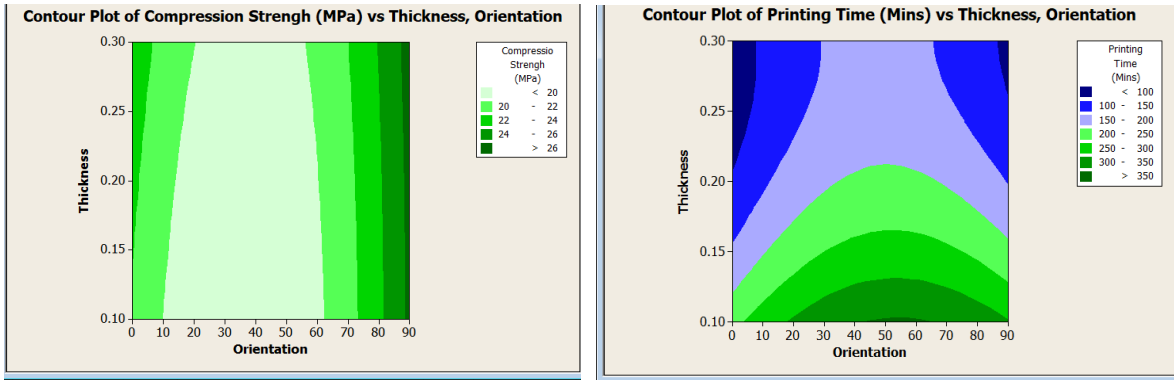 Contour Plot of Compression Strengh (MPa) vs Thickness, Orientation
Compressio
Strengh
(MPa)
< 20
20 - 22
22 - 24
24 - 26
> 26
0.30
0.25
0.20
0.15
0.10
Thickness
0 10 20 30 40 50 60 70 80 90
Orientation
Contour Plot of Printing Time (Mins) vs Thickness, Orientation
Printing
Time
(Mins)
< 100
100 - 150
150 - 200
200 - 250
250 - 300
300 - 350
> 350
0.30
0.25
0.20
0.15
0.10
Thickness
0 10 20 30 40 50 60 70 80 90
Orientation